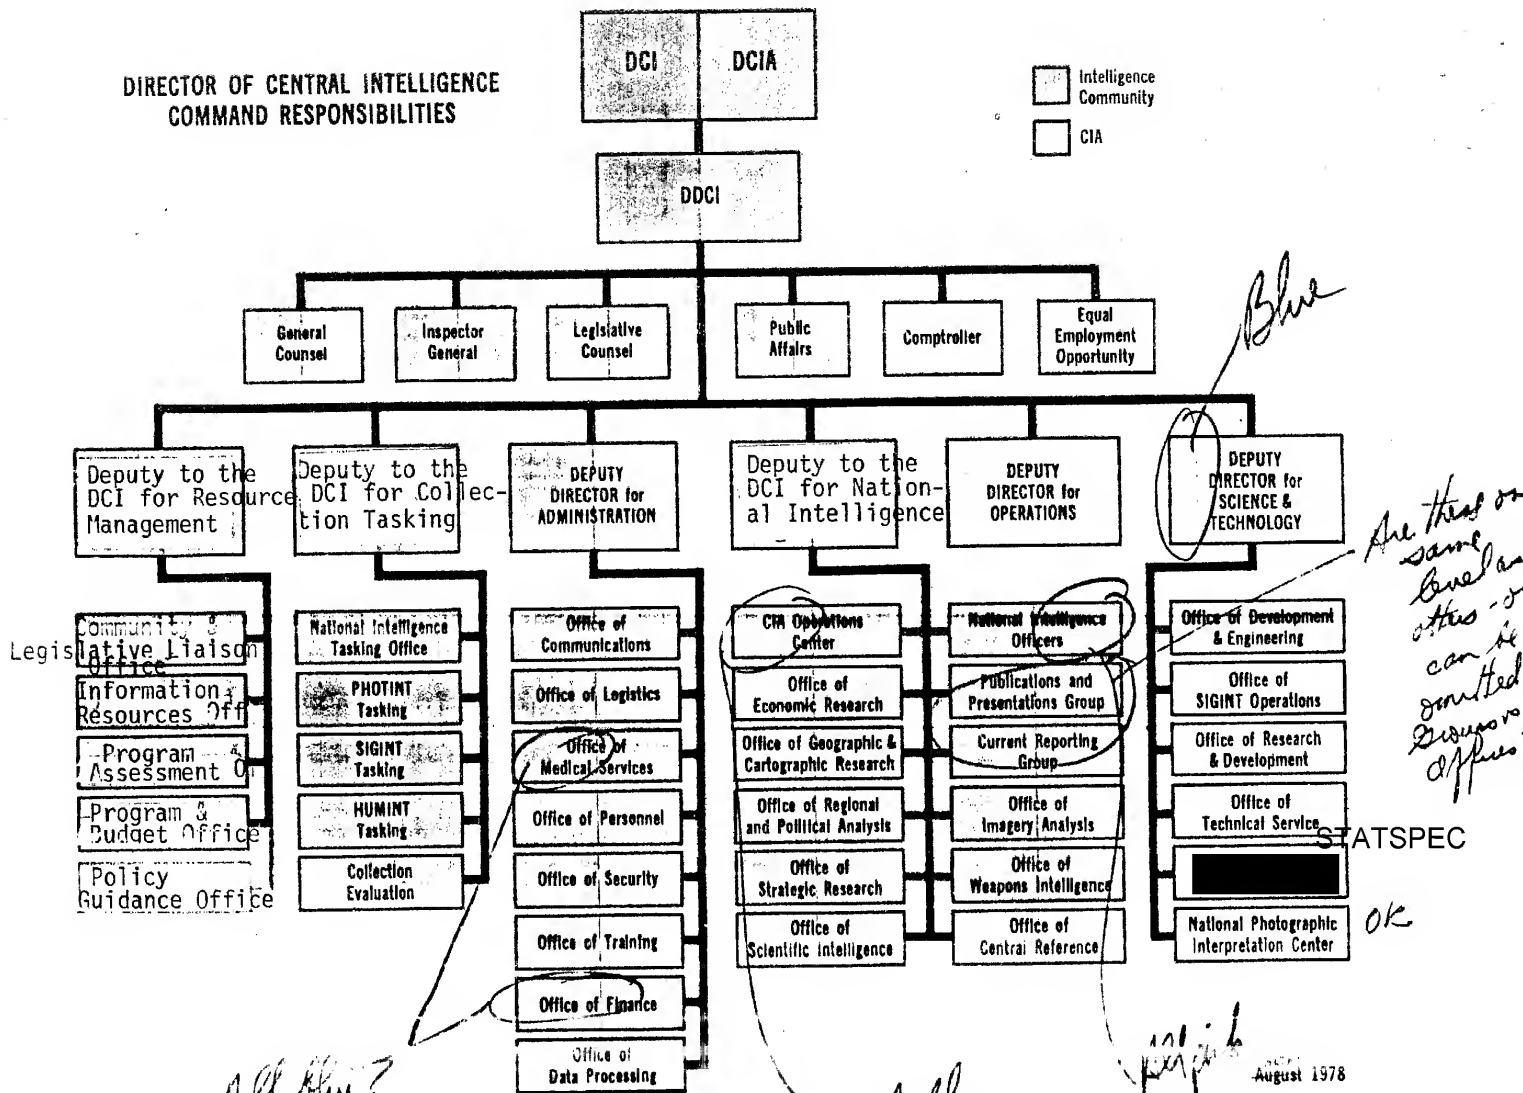 DIRECTOR OF CENTRAL INTELLIGENCE
COMMAND RESPONSIBILITIES
DCI
DCIA
Intelligence
Community
CIA
DDCI
Blue
General
Counsel
Inspector
General
Legislative
Counsel
Public
Affairs
Comptroller
Equal
Employment
Opportunity
Deputy to the
DCI for Resource
Management
Deputy to the
DCI for Collec-
tion Tasking
DEPUTY
DIRECTOR for
ADMINISTRATION
Deputy to the
DCI for Nation-
al Intelligence
DEPUTY
DIRECTOR for
OPERATIONS
DEPUTY
DIRECTOR for
SCIENCE &
TECHNOLOGY
Are these on
same
level as
others - or
can be
omitted
Community &
Legislative Liaison
Office
Information
Resources Off
Program &
Assessment O
Program &
Budget Office
Policy
Guidance Office
National Intelligence
Tasking Office
PHOTINT
Tasking
SIGINT
Tasking
HUMINT
Tasking
Collection
Evaluation
Office of
Communications
Office of Logistics
Office of
Medical Services
Office of Personnel
Office of Security
Office of Training
Office of Finance
Office of
Data Processing
CIA Operations
Center
Office of
Economic Research
Office of Geographic &
Cartographic Research
Office of Regional
and Political Analysis
Office of
Strategic Research
Office of
Scientific Intelligence
National Intelligence
Officers
Publications and
Presentations Group
Current Reporting
Group
Office of
Imagery Analysis
Office of
Weapons Intelligence
Office of
Central Reference
Office of Development
& Engineering
Office of
SIGINT Operations
Office of Research
& Development
Office of
Technical Service
STATSPEC
National Photographic
Interpretation Center
OK
All blue?
August 1978